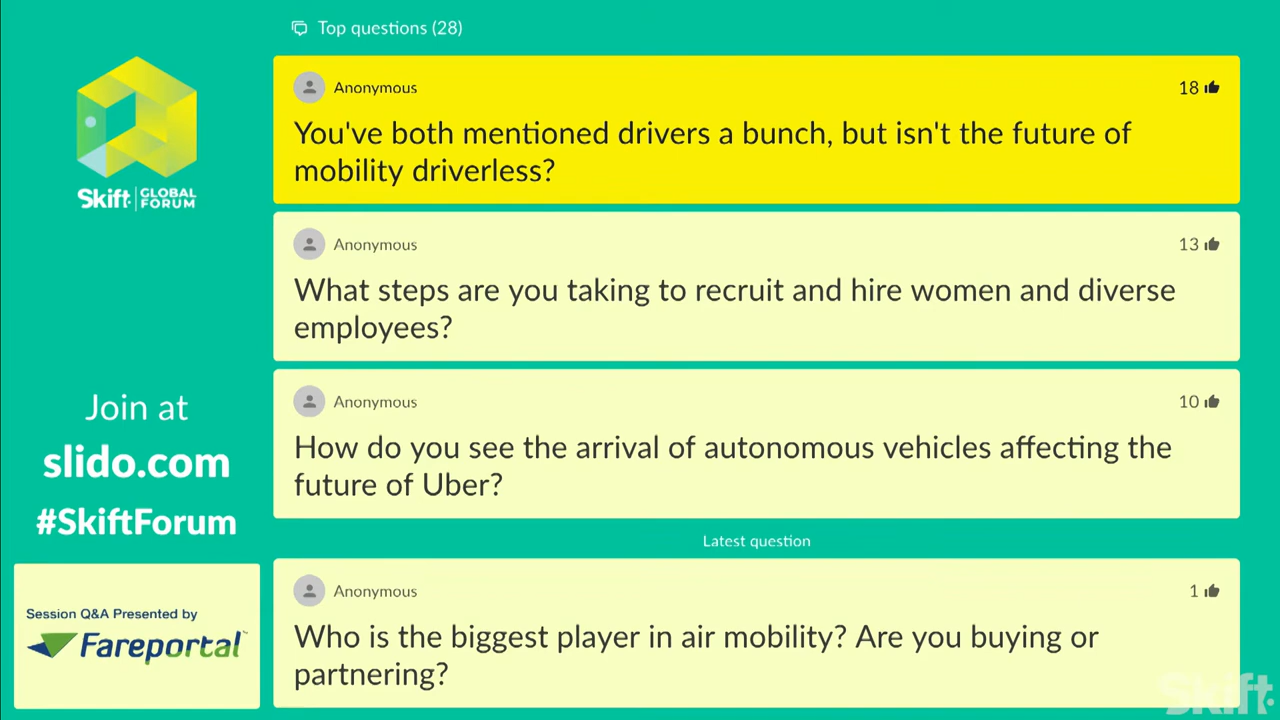 Top questions (28)
Anonymous
18
You've both mentioned drivers a bunch, but isn't the future of
mobility driverless?
Anonymous
13
What steps are you taking to recruit and hire women and diverse
employees?
Anonymous
10
How do you see the arrival of autonomous vehicles affecting the
future of Uber?
Latest question
Anonymous
1
Who is the biggest player in air mobility? Are you buying or
partnering?
Skift GLOBAL
FORUM
Join at
slido.com
#SkiftForum
Session Q&A Presented by
Fareportal
Skift